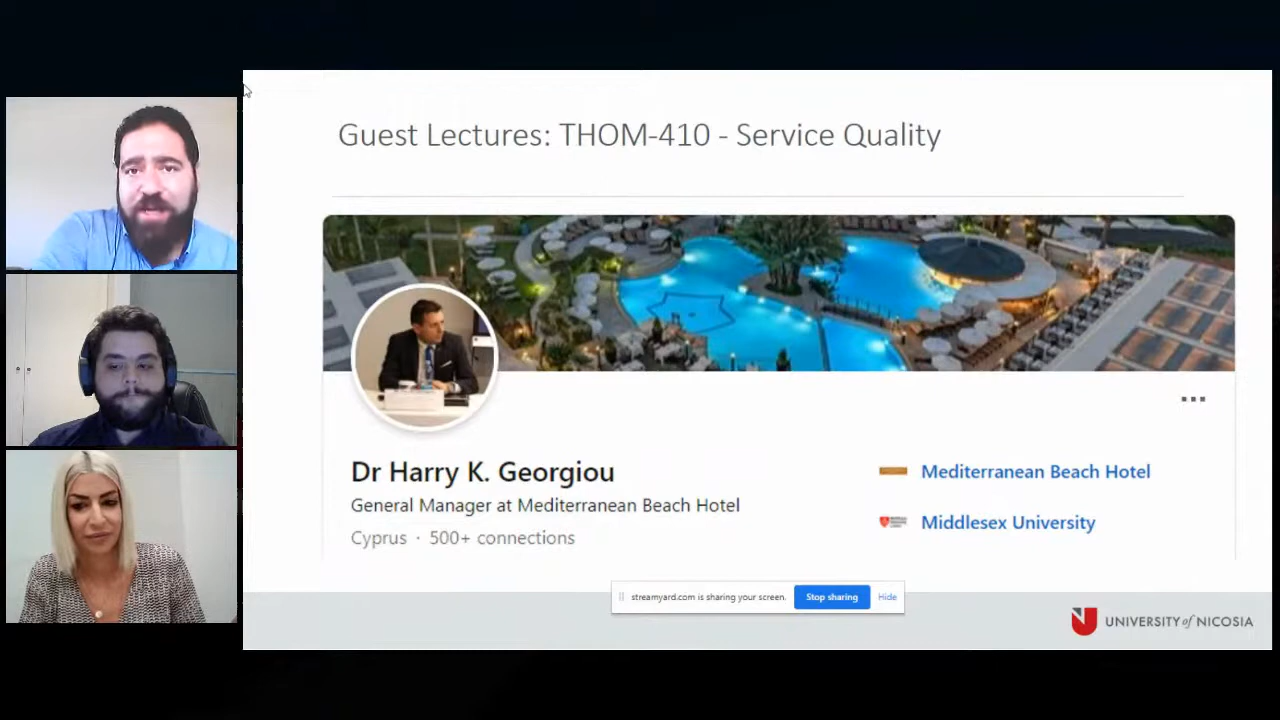 Guest Lectures: THOM-410 - Service Quality
Dr Harry K. Georgiou
General Manager at Mediterranean Beach Hotel
Cyprus · 500+ connections
Mediterranean Beach Hotel
Middlesex University
streamyard.com is sharing your screen. Stop sharing Hide
UNIVERSITY of NICOSIA